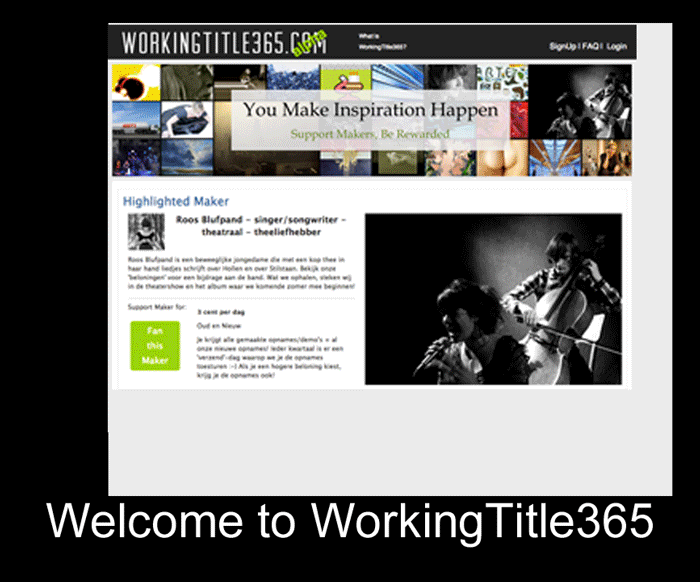 WORKINGTITLE365.COM
alpha
What is
WorkingTitle365?
SignUp | FAQ | Login
ARTE
You Make Inspiration Happen
Support Makers, Be Rewarded
Highlighted Maker
Roos Blufpand - singer/songwriter -
theatraal - theeliefhebber
Roos Blufpand is een beweeglijke jongedame die met een kop thee in
haar hand liedjes schrijft over Hollen en over Stilstaan. Bekijk onze
'beloningen' voor een bijdrage aan de band. Wat we ophalen, steken wij
in de theatershow en het album waar we komende zomer mee beginnen!
Support Maker for:
3 cent per dag
Fan
this
Maker
Oud en Nieuw
Je krijgt alle gemaakte opnames/demo's + al
onze nieuwe opnames! Ieder kwartaal is er een
'verzend'-dag waarop we je de opnames
toesturen :-) Als je een hogere beloning kiest,
krijg je de opnames ook!
Welcome to WorkingTitle365